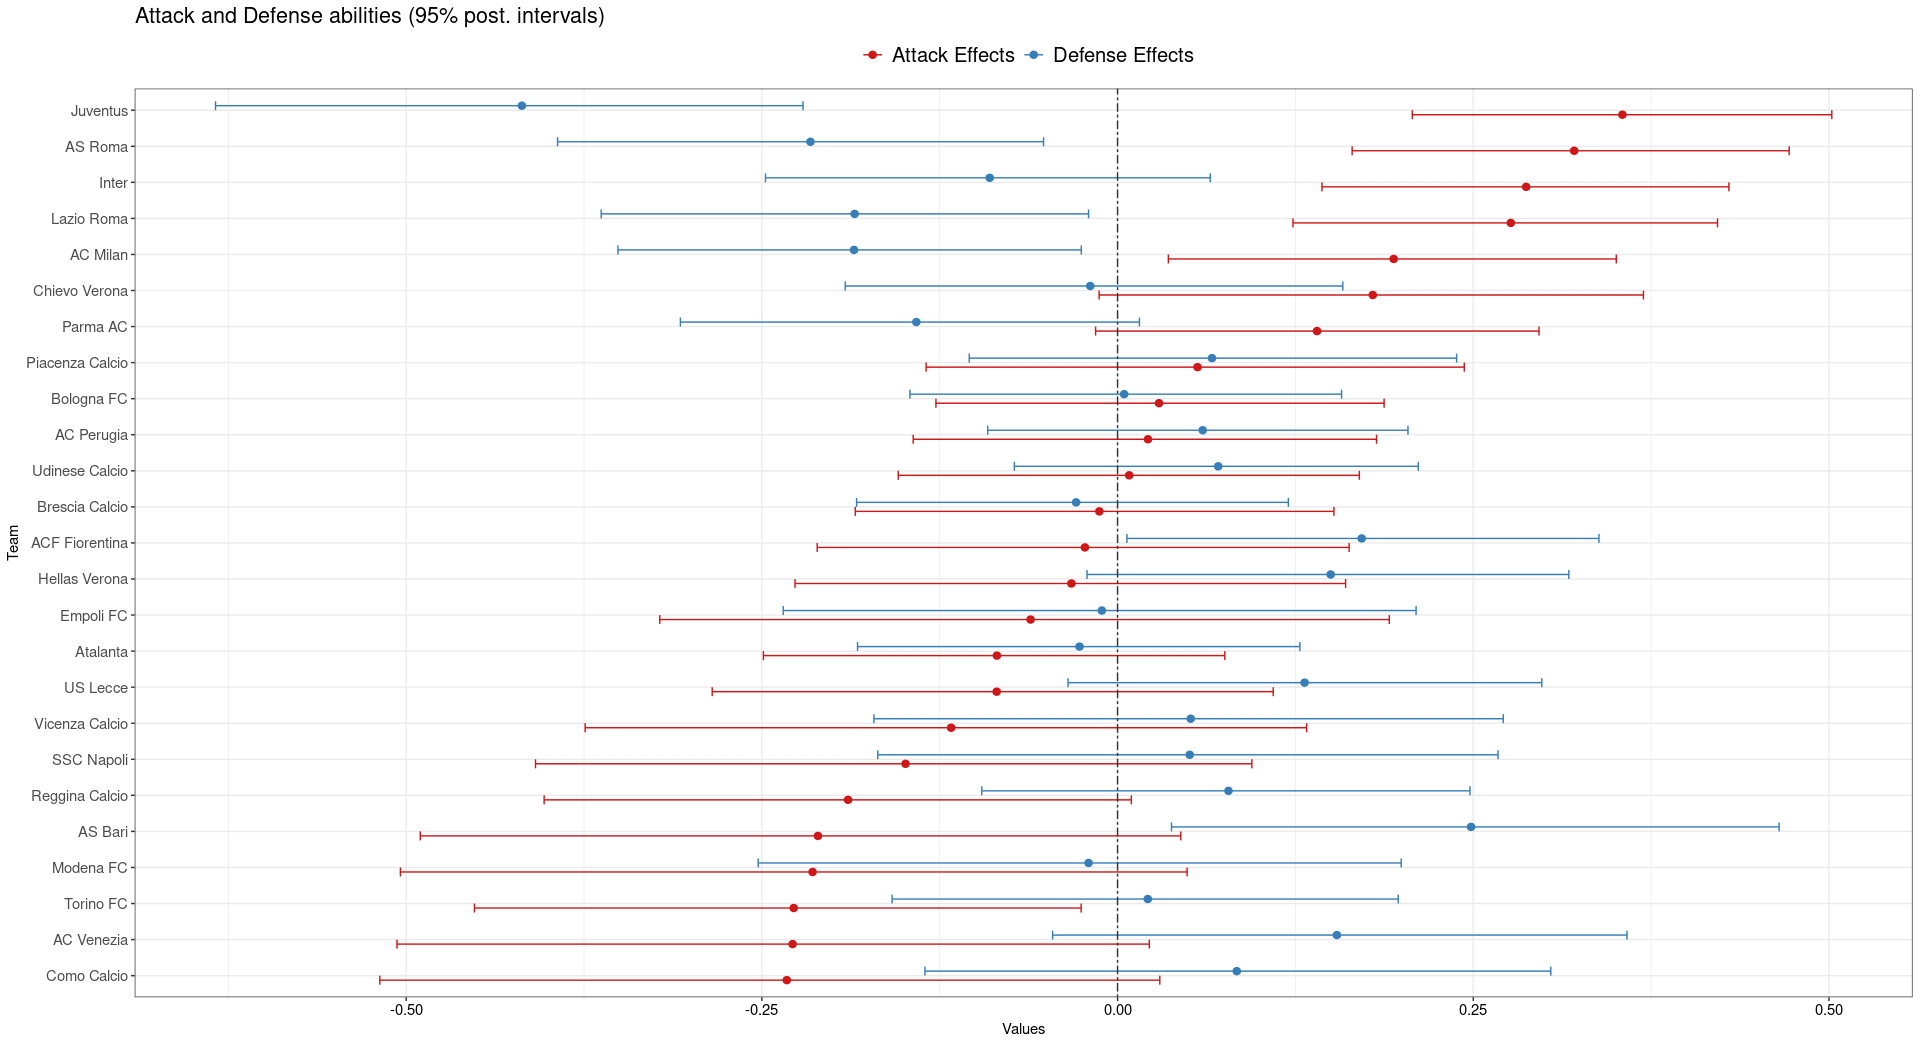 Attack and Defense abilities (95% post. intervals)
Attack Effects Defense Effects
Juventus
AS Roma
Inter
Lazio Roma
AC Milan
Chievo Verona
Parma AC
Piacenza Calcio
Bologna FC
AC Perugia
Udinese Calcio
Brescia Calcio
ACF Fiorentina
Hellas Verona
Empoli FC
Atalanta
US Lecce
Vicenza Calcio
SSC Napoli
Reggina Calcio
AS Bari
Modena FC
Torino FC
AC Venezia
Como Calcio
Team
-0.50 -0.25 0.00 0.25 0.50
Values